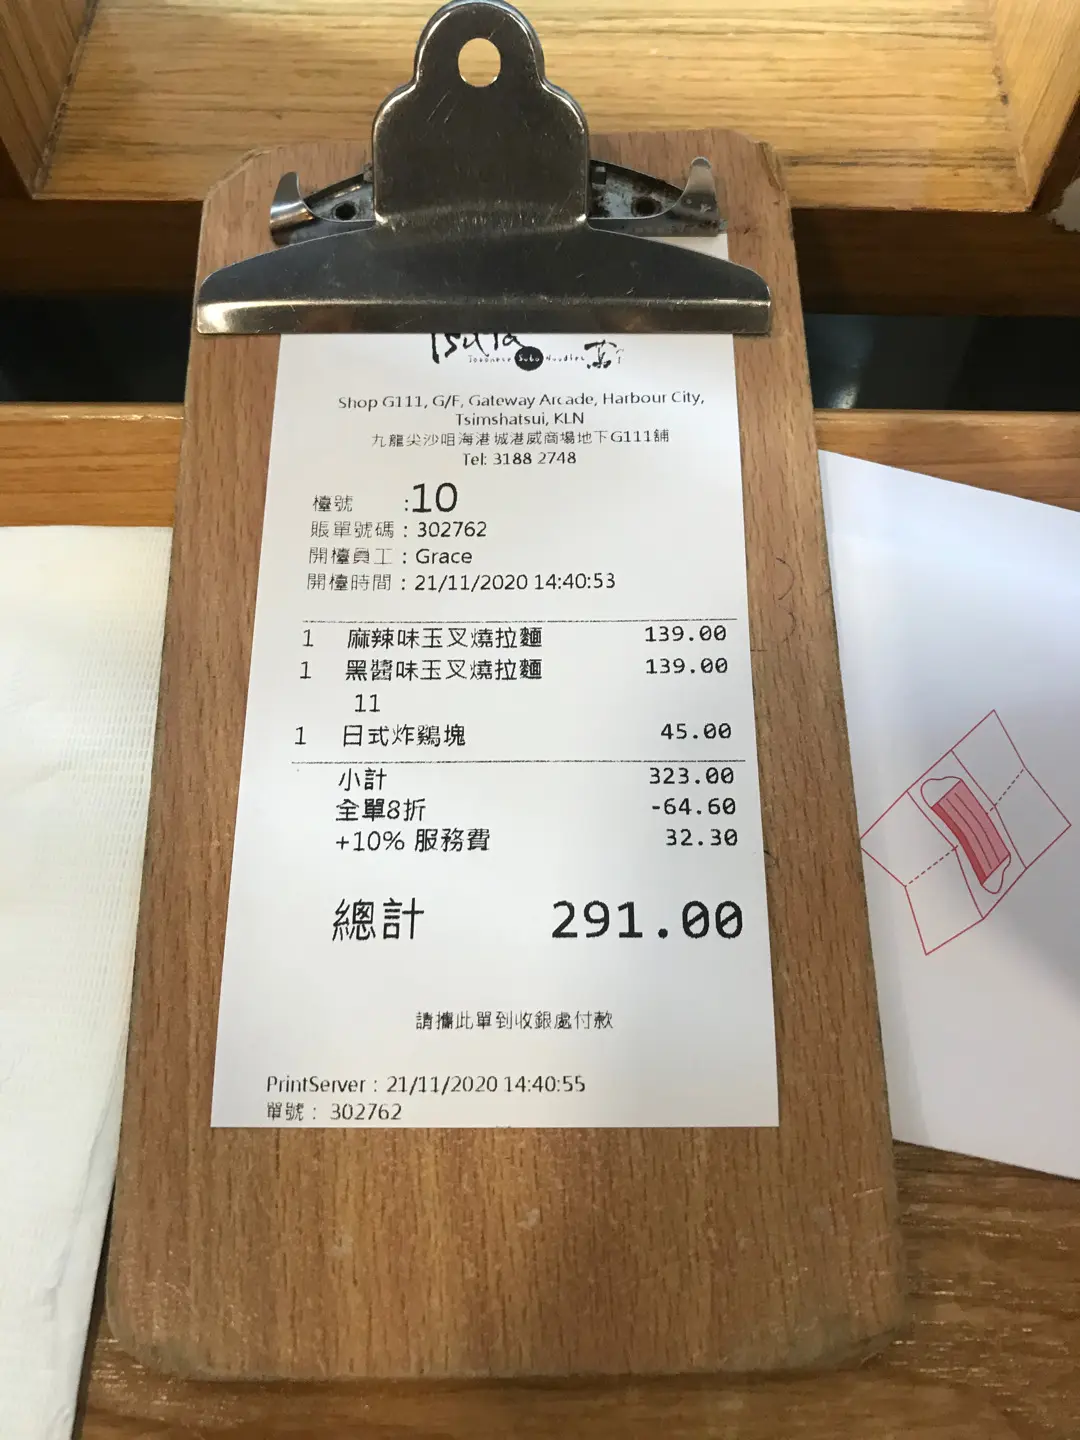 Tsuta
Japanese Soba Noodles 蔦
Shop G111, G/F, Gateway Arcade, Harbour City,
Tsimshatsui, KLN
九龍尖沙咀海港城港威商場地下G111舖
Tel: 3188 2748
檯號 :10
賬單號碼 : 302762
開檯員工 : Grace
開檯時間 : 21/11/2020 14:40:53
1 麻辣味玉叉燒拉麵 139.00
1 黑醬味玉叉燒拉麵 139.00
11
1 日式炸鷄塊 45.00
小計 323.00
全單8折 -64.60
+10% 服務費 32.30
總計 291.00
請攜此單到收銀處付款
PrintServer : 21/11/2020 14:40:55
單號 : 302762